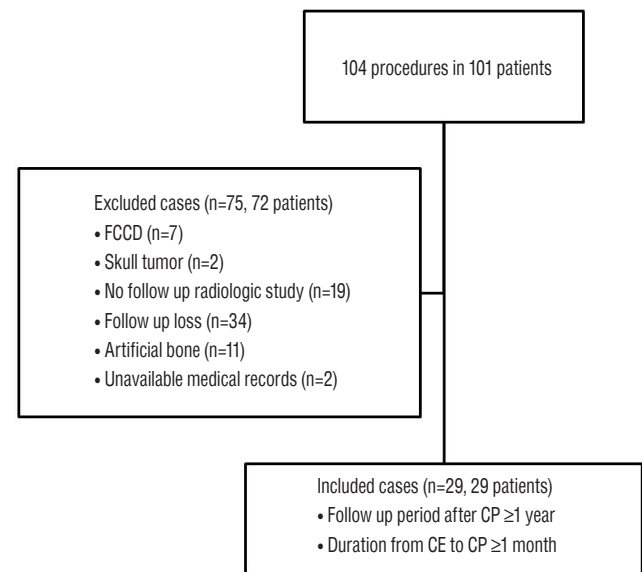 104 procedures in 101 patients
Excluded cases (n=75, 72 patients)
• FCCD (n=7)
• Skull tumor (n=2)
• No follow up radiologic study (n=19)
• Follow up loss (n=34)
• Artificial bone (n=11)
• Unavailable medical records (n=2)
Included cases (n=29, 29 patients)
• Follow up period after CP ≥1 year
• Duration from CE to CP ≥1 month